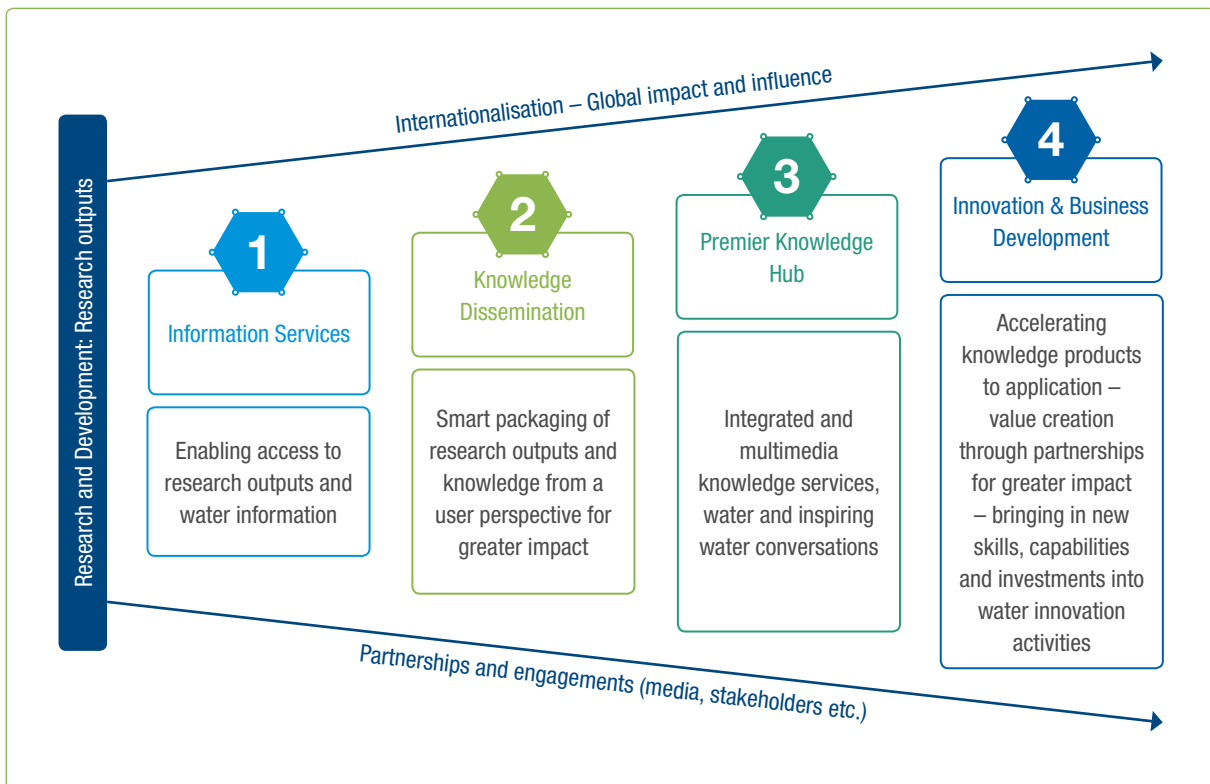 Internationalisation – Global impact and influence
Research and Development: Research outputs
1
Information Services
Enabling access to
research outputs and
water information
2
Knowledge
Dissemination
Smart packaging of
research outputs and
knowledge from a
user perspective for
greater impact
3
Premier Knowledge
Hub
Integrated and
multimedia
knowledge services,
water and inspiring
water conversations
4
Innovation & Business
Development
Accelerating
knowledge products
to application –
value creation
through partnerships
for greater impact
– bringing in new
skills, capabilities
and investments into
water innovation
activities
Partnerships and engagements (media, stakeholders etc.)